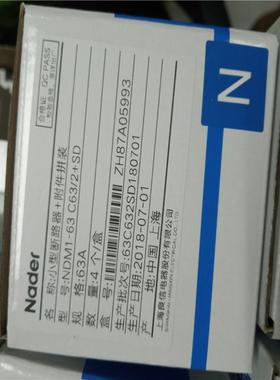 Nader
合格证 QC PASS
N
名称:小型断路器+附件拼装
型号:NDM1-63 C63/2+SD
规格:63A
数量:4个/盒
ZH87A05993
生产批次号:63C632SD180701
生产日期:2018-07-01
产地:中国 上海
上海良信电器股份有限公司